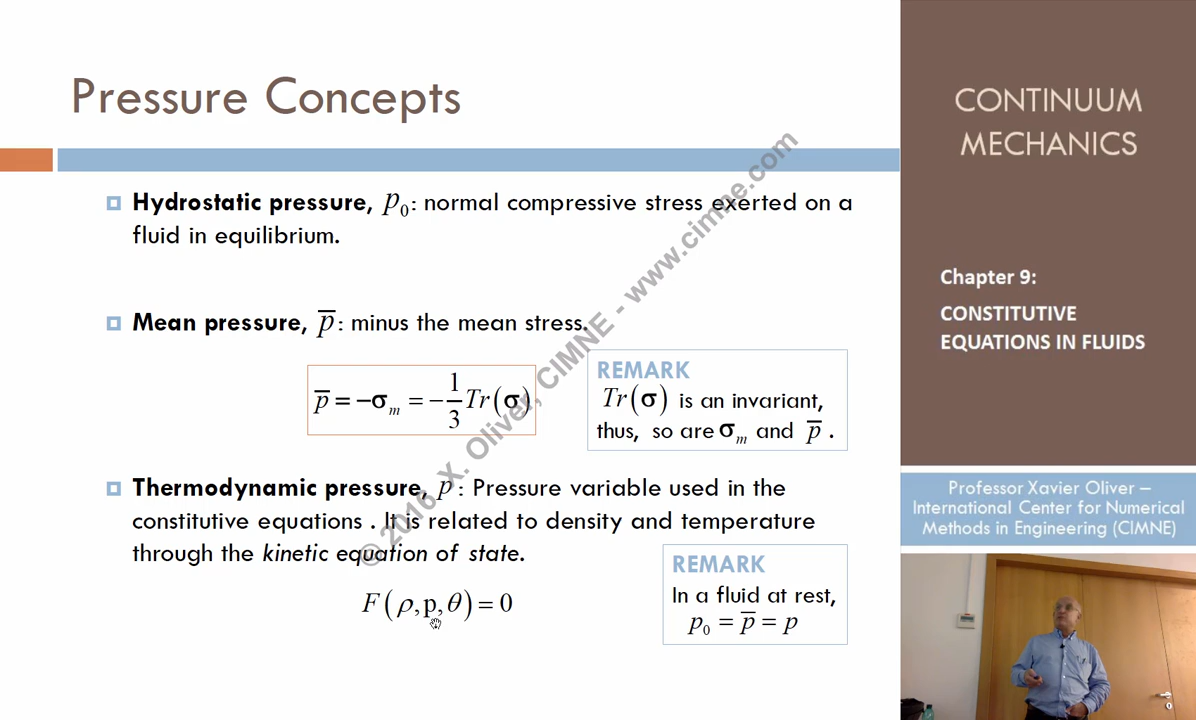 Pressure Concepts
Hydrostatic pressure, p₀: normal compressive stress exerted on a
fluid in equilibrium.
Mean pressure, p̅: minus the mean stress.
p̅ = −σₘ = −1/3 Tr(σ)
REMARK
Tr(σ) is an invariant,
thus, so are σₘ and p̅.
Thermodynamic pressure, p: Pressure variable used in the
constitutive equations . It is related to density and temperature
through the kinetic equation of state.
F(ρ,p,θ) = 0
REMARK
In a fluid at rest,
p₀ = p̅ = p
© 2016 X. Oliver, CIMNE - www.cimne.com
CONTINUUM
MECHANICS
Chapter 9:
CONSTITUTIVE
EQUATIONS IN FLUIDS
Professor Xavier Oliver –
International Center for Numerical
Methods in Engineering (CIMNE)